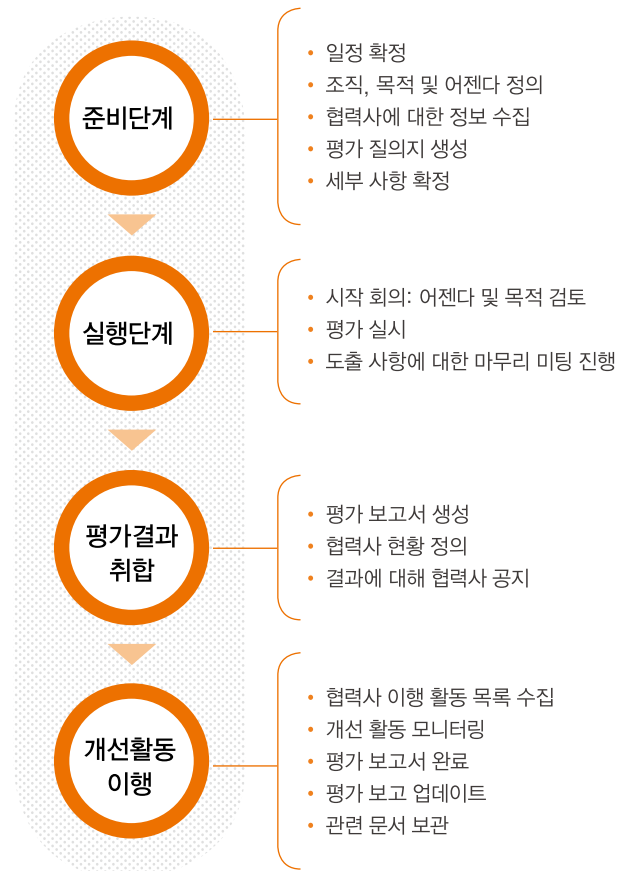 준비단계
• 일정 확정
• 조직, 목적 및 어젠다 정의
• 협력사에 대한 정보 수집
• 평가 질의지 생성
• 세부 사항 확정
실행단계
• 시작 회의: 어젠다 및 목적 검토
• 평가 실시
• 도출 사항에 대한 마무리 미팅 진행
평가결과
취합
• 평가 보고서 생성
• 협력사 현황 정의
• 결과에 대해 협력사 공지
개선활동
이행
• 협력사 이행 활동 목록 수집
• 개선 활동 모니터링
• 평가 보고서 완료
• 평가 보고 업데이트
• 관련 문서 보관